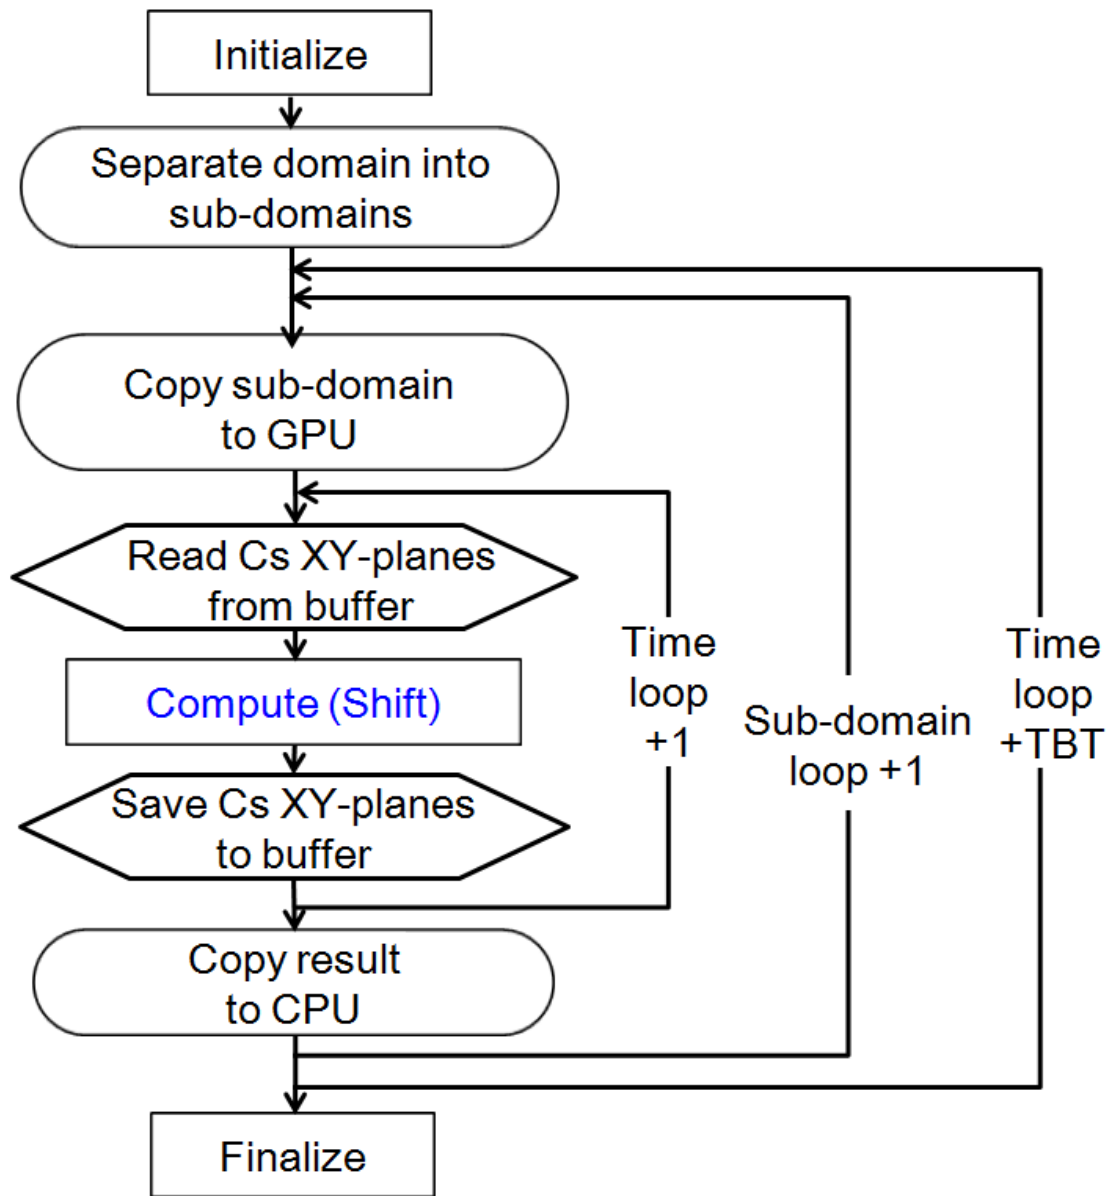 Initialize
Separate domain into
sub-domains
Copy sub-domain
to GPU
Read Cs XY-planes
from buffer
Compute (Shift)
Save Cs XY-planes
to buffer
Copy result
to CPU
Finalize
Time
loop
+1
Sub-domain
loop +1
Time
loop
+TBT